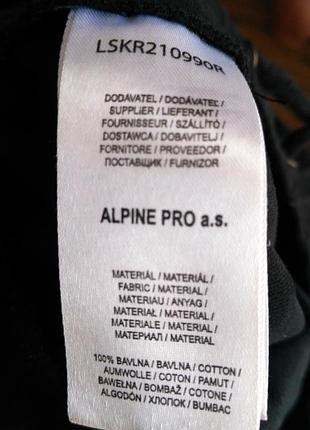 LSKR210990R
DODAVATEL / DODÁVATEL /
SUPPLIER / LIEFERANT /
FOURNISSEUR / SZÁLLÍTÓ /
DOSTAWCA / DOBAVITELJ /
FORNITORE / PROVEEDOR /
ПОСТАВЩИК / FURNIZOR
ALPINE PRO a.s.
MATERIÁL / MATERIÁL /
FABRIC / MATERIAL /
MATERIAU / ANYAG /
MATERIAŁ / MATERIAL /
MATERIALE / MATERIAL /
МАТЕРИАЛ / MATERIAL
100% BAVLNA / BAVLNA / COTTON /
AUMWOLLE / COTON / PAMUT /
BAWEŁNA / BOMBAŽ / COTONE /
ALGODÓN / ХЛОПОК / BUMBAC